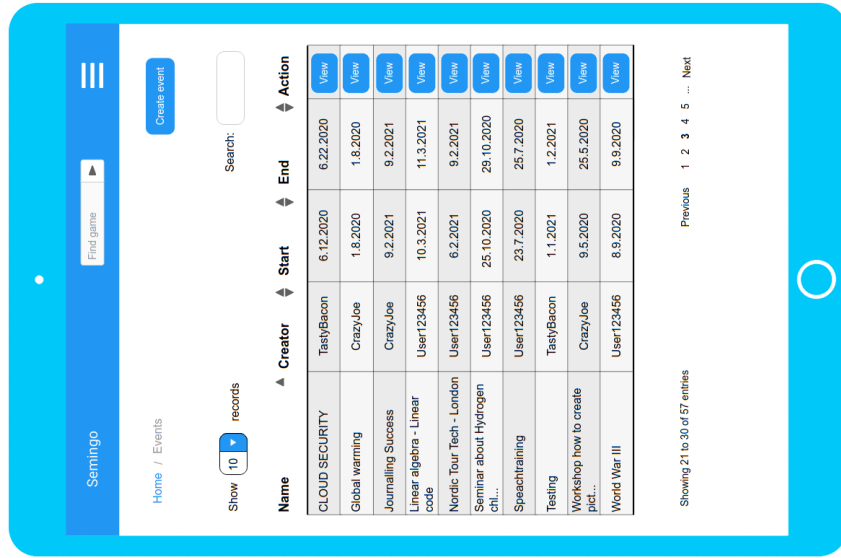 Semingo
Find game
Home / Events
Create event
Show 10 records
Search:
Name Creator Start End Action
CLOUD SECURITY TastyBacon 6.12.2020 6.22.2020 View
Global warming CrazyJoe 1.8.2020 1.8.2020 View
Journalling Success CrazyJoe 9.2.2021 9.2.2021 View
Linear algebra - Linear
code User123456 10.3.2021 11.3.2021 View
Nordic Tour Tech - London User123456 6.2.2021 9.2.2021 View
Seminar about Hydrogen
chl... User123456 25.10.2020 29.10.2020 View
Speachtraining User123456 23.7.2020 25.7.2020 View
Testing TastyBacon 1.1.2021 1.2.2021 View
Workshop how to create
pict... CrazyJoe 9.5.2020 25.5.2020 View
World War III User123456 8.9.2020 9.9.2020 View
Showing 21 to 30 of 57 entries
Previous 1 2 3 4 5 ... Next